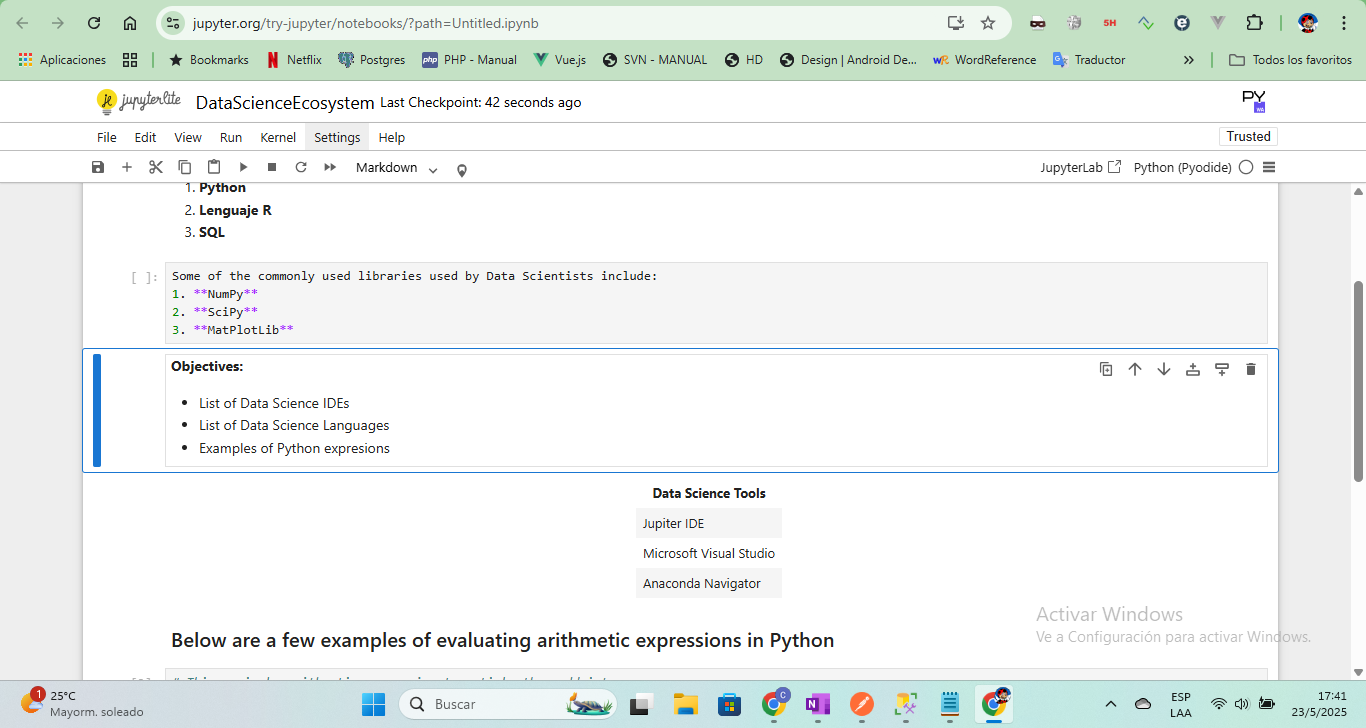 jupyter.org/try-jupyter/notebooks/?path=Untitled.ipynb
5H
Aplicaciones
Bookmarks
Netflix
Postgres
php PHP - Manual
Vue.js
SVN - MANUAL
HD
Design | Android De...
WordReference
Traductor
»
Todos los favoritos
jupyterlite DataScienceEcosystem Last Checkpoint: 42 seconds ago
PY
File Edit View Run Kernel Settings Help
Trusted
Markdown
JupyterLab
Python (Pyodide)
1. Python
2. Lenguaje R
3. SQL
[ ]: Some of the commonly used libraries used by Data Scientists include:
1. **NumPy**
2. **SciPy**
3. **MatPlotLib**
Objectives:
• List of Data Science IDEs
• List of Data Science Languages
• Examples of Python expresions
Data Science Tools
Jupiter IDE
Microsoft Visual Studio
Anaconda Navigator
Below are a few examples of evaluating arithmetic expressions in Python
Activar Windows
Ve a Configuración para activar Windows.
1
25°C
Mayorm. soleado
Buscar
C
N
ESP
LAA
17:41
23/5/2025